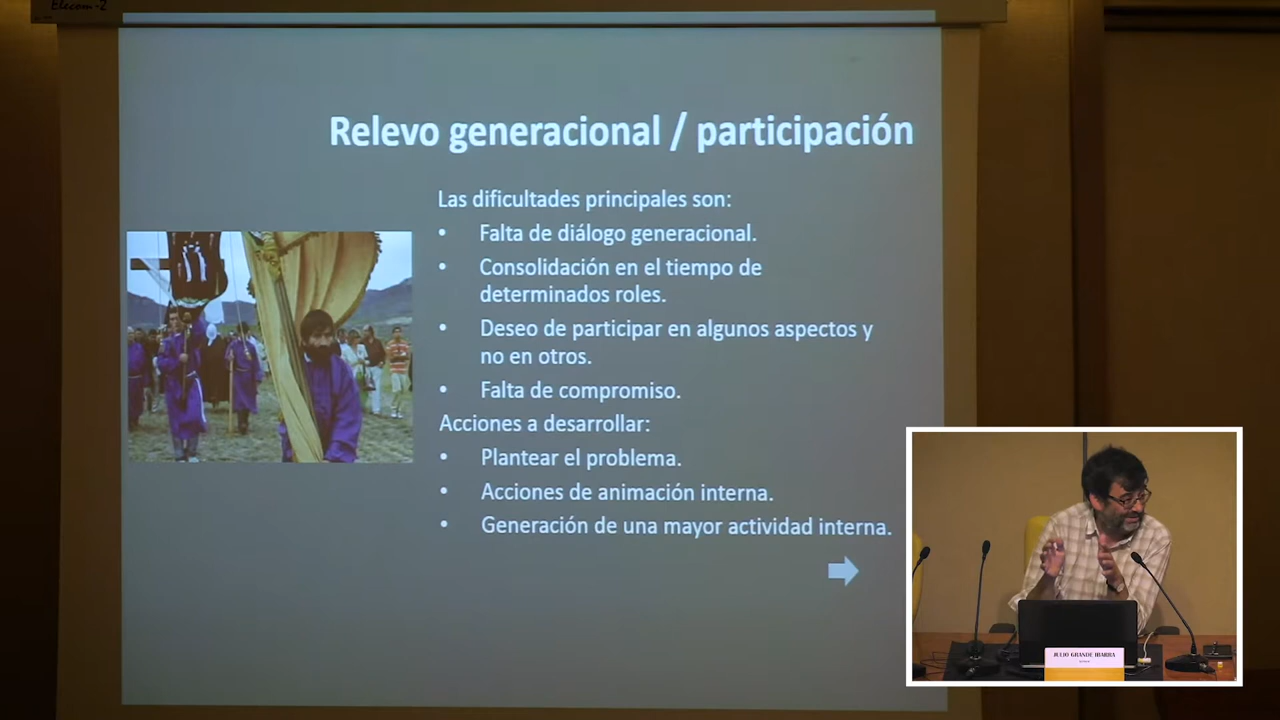 Elecom-2
Relevo generacional / participación
Las dificultades principales son:
• Falta de diálogo generacional.
• Consolidación en el tiempo de
determinados roles.
• Deseo de participar en algunos aspectos y
no en otros.
• Falta de compromiso.
Acciones a desarrollar:
• Plantear el problema.
• Acciones de animación interna.
• Generación de una mayor actividad interna.
JULIO GRANDE IBARRA